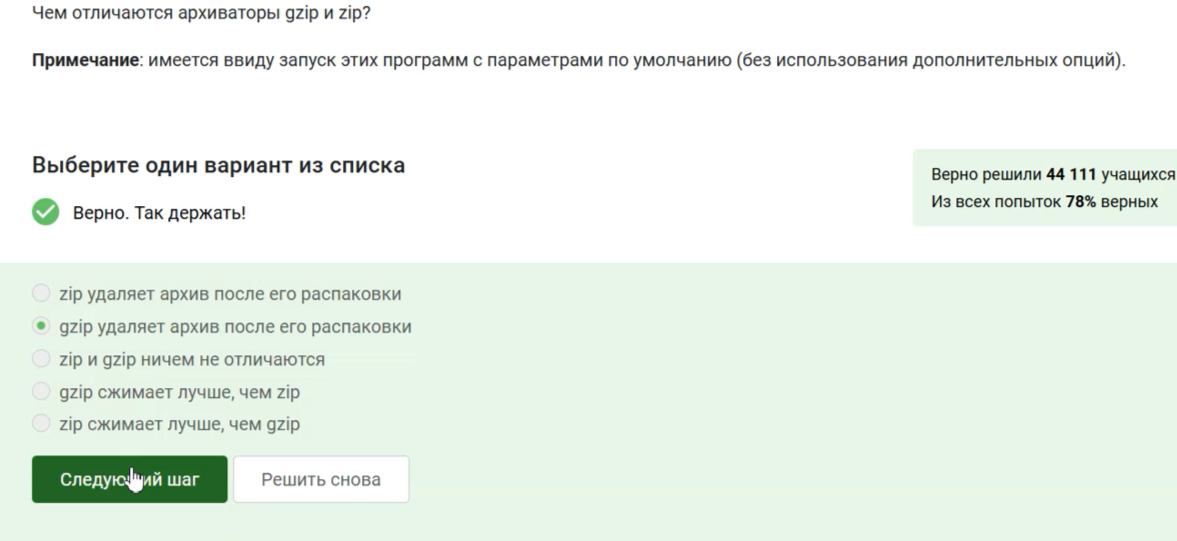 Чем отличаются архиваторы gzip и zip?
Примечание: имеется ввиду запуск этих программ с параметрами по умолчанию (без использования дополнительных опций).
Выберите один вариант из списка
Верно. Так держать!
Верно решили 44 111 учащихся
Из всех попыток 78% верных
zip удаляет архив после его распаковки
gzip удаляет архив после его распаковки
zip и gzip ничем не отличаются
gzip сжимает лучше, чем zip
zip сжимает лучше, чем gzip
Следующий шаг
Решить снова